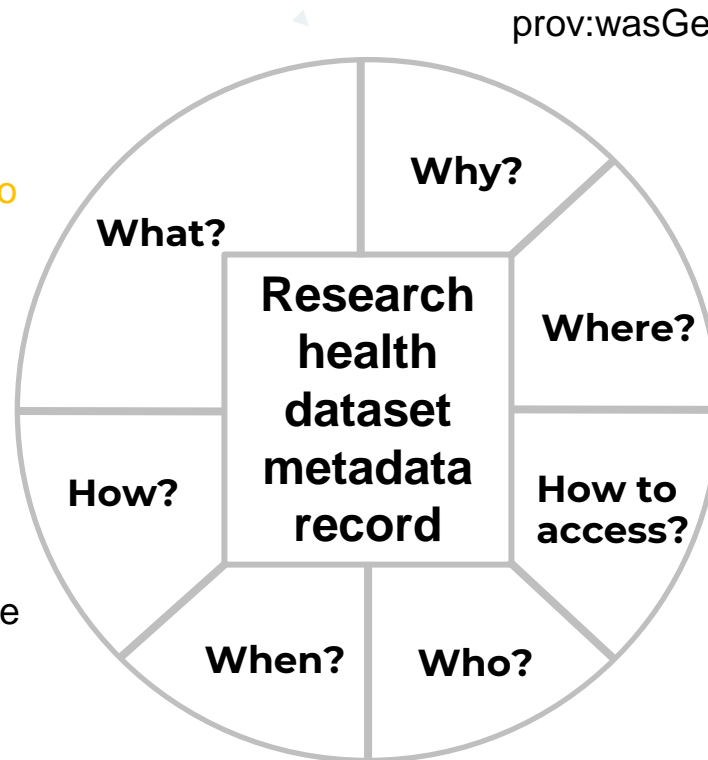 prov:wasGe
o
Why?
What?
Research
health
dataset
metadata
record
Where?
How?
How to
access?
e
When?
Who?